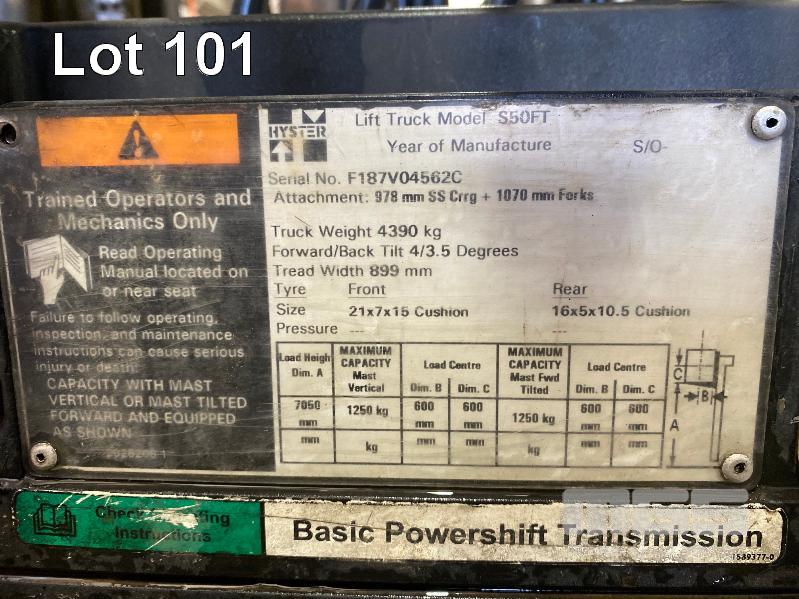 Lot 101
HYSTER
Lift Truck Model S50FT
Year of Manufacture S/O-
Serial No. F187V04562C
Attachment: 978 mm SS Crrg + 1070 mm Forks
Truck Weight 4390 kg
Forward/Back Tilt 4/3.5 Degrees
Tread Width 899 mm
Tyre Front Rear
Size 21x7x15 Cushion 16x5x10.5 Cushion
Pressure --- ---
Trained Operators and
Mechanics Only
Read Operating
Manual located on
or near seat
Failure to follow operating,
inspection, and maintenance
instructions can cause serious
injury or death.
CAPACITY WITH MAST
VERTICAL OR MAST TILTED
FORWARD AND EQUIPPED
AS SHOWN
Load Heigh
Dim. A
MAXIMUM
CAPACITY
Mast
Vertical
Load Centre
Dim. B Dim. C
MAXIMUM
CAPACITY
Mast Fwd
Tilted
Load Centre
Dim. B Dim. C
7050 mm 1250 kg 600 mm 600 mm 1250 kg 600 mm 600 mm
mm kg mm mm kg mm mm
C
B
A
Check Operating
Instructions
Basic Powershift Transmission
1589377-0